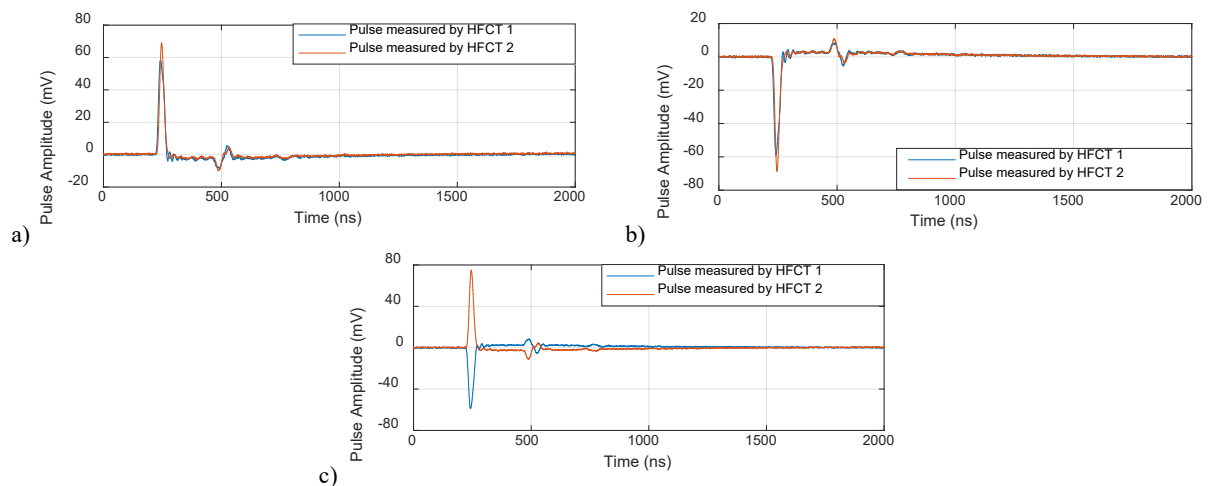 80
60
40
20
0
-20
Pulse Amplitude (mV)
Pulse measured by HFCT 1
Pulse measured by HFCT 2
0 500 1000 1500 2000
Time (ns)
a)
20
0
-20
-40
-60
-80
Pulse Amplitude (mV)
Pulse measured by HFCT 1
Pulse measured by HFCT 2
0 500 1000 1500 2000
Time (ns)
b)
80
40
0
-40
-80
Pulse Amplitude (mV)
Pulse measured by HFCT 1
Pulse measured by HFCT 2
0 500 1000 1500 2000
Time (ns)
c)